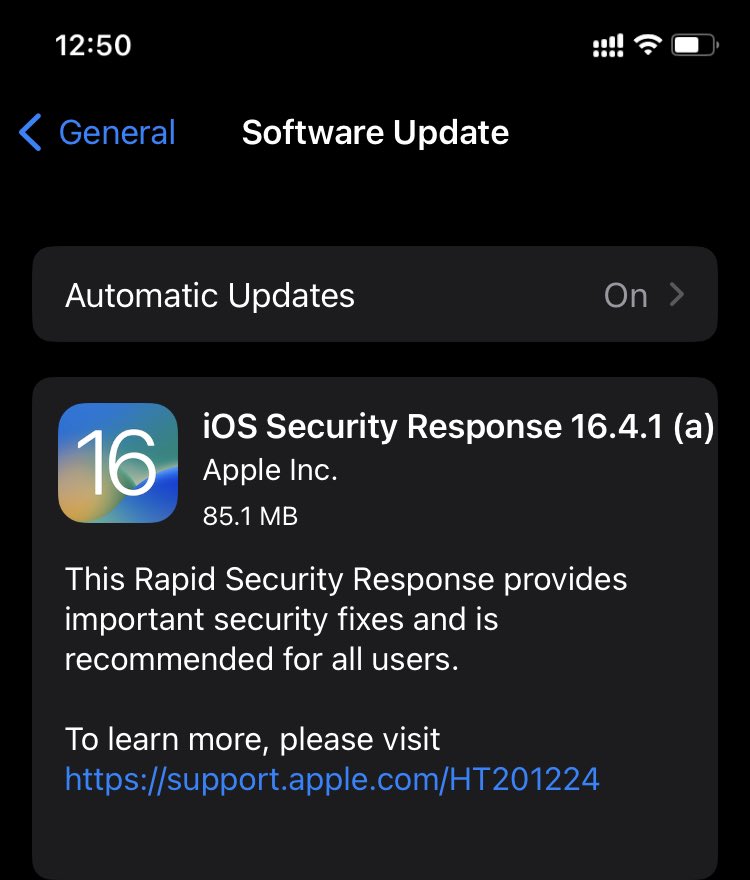 12:50
General
Software Update
Automatic Updates
On
16
iOS Security Response 16.4.1 (a)
Apple Inc.
85.1 MB
This Rapid Security Response provides
important security fixes and is
recommended for all users.
To learn more, please visit
https://support.apple.com/HT201224